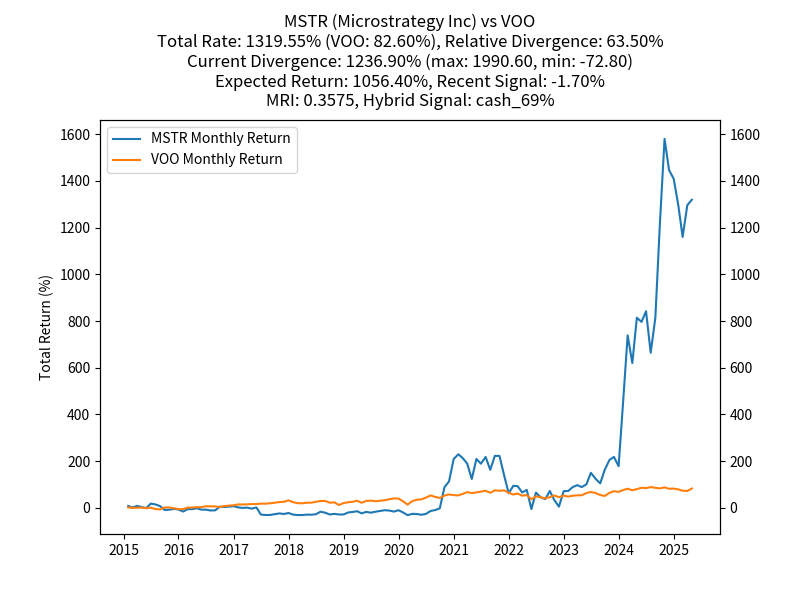 MSTR (Microstrategy Inc) vs VOO
Total Rate: 1319.55% (VOO: 82.60%), Relative Divergence: 63.50%
Current Divergence: 1236.90% (max: 1990.60, min: -72.80)
Expected Return: 1056.40%, Recent Signal: -1.70%
MRI: 0.3575, Hybrid Signal: cash_69%
MSTR Monthly Return
VOO Monthly Return
Total Return (%)
1600
1400
1200
1000
800
600
400
200
0
1600
1400
1200
1000
800
600
400
200
0
2015 2016 2017 2018 2019 2020 2021 2022 2023 2024 2025